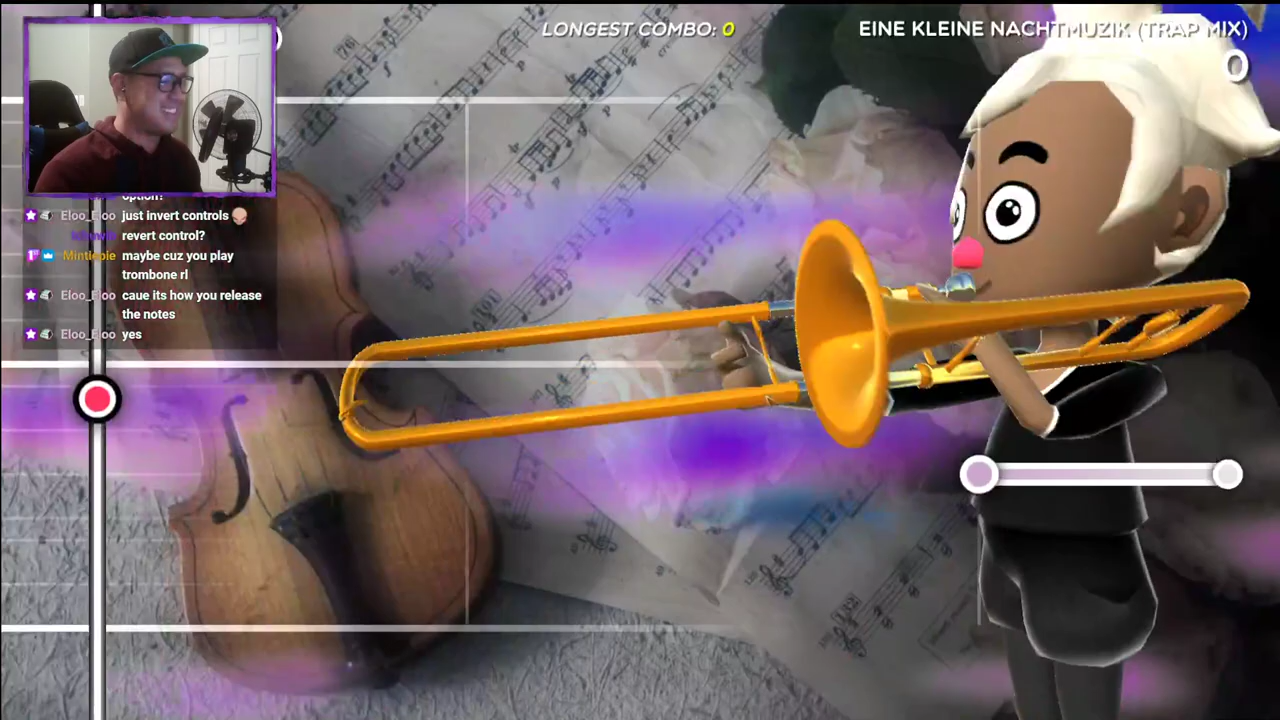 LONGEST COMBO: 0
EINE KLEINE NACHTMUZIK (TRAP MIX)
0
option?
Eloo_Eloo just invert controls
revert control?
Mintiepie maybe cuz you play
trombone rl
Eloo_Eloo caue its how you release
the notes
Eloo_Eloo yes